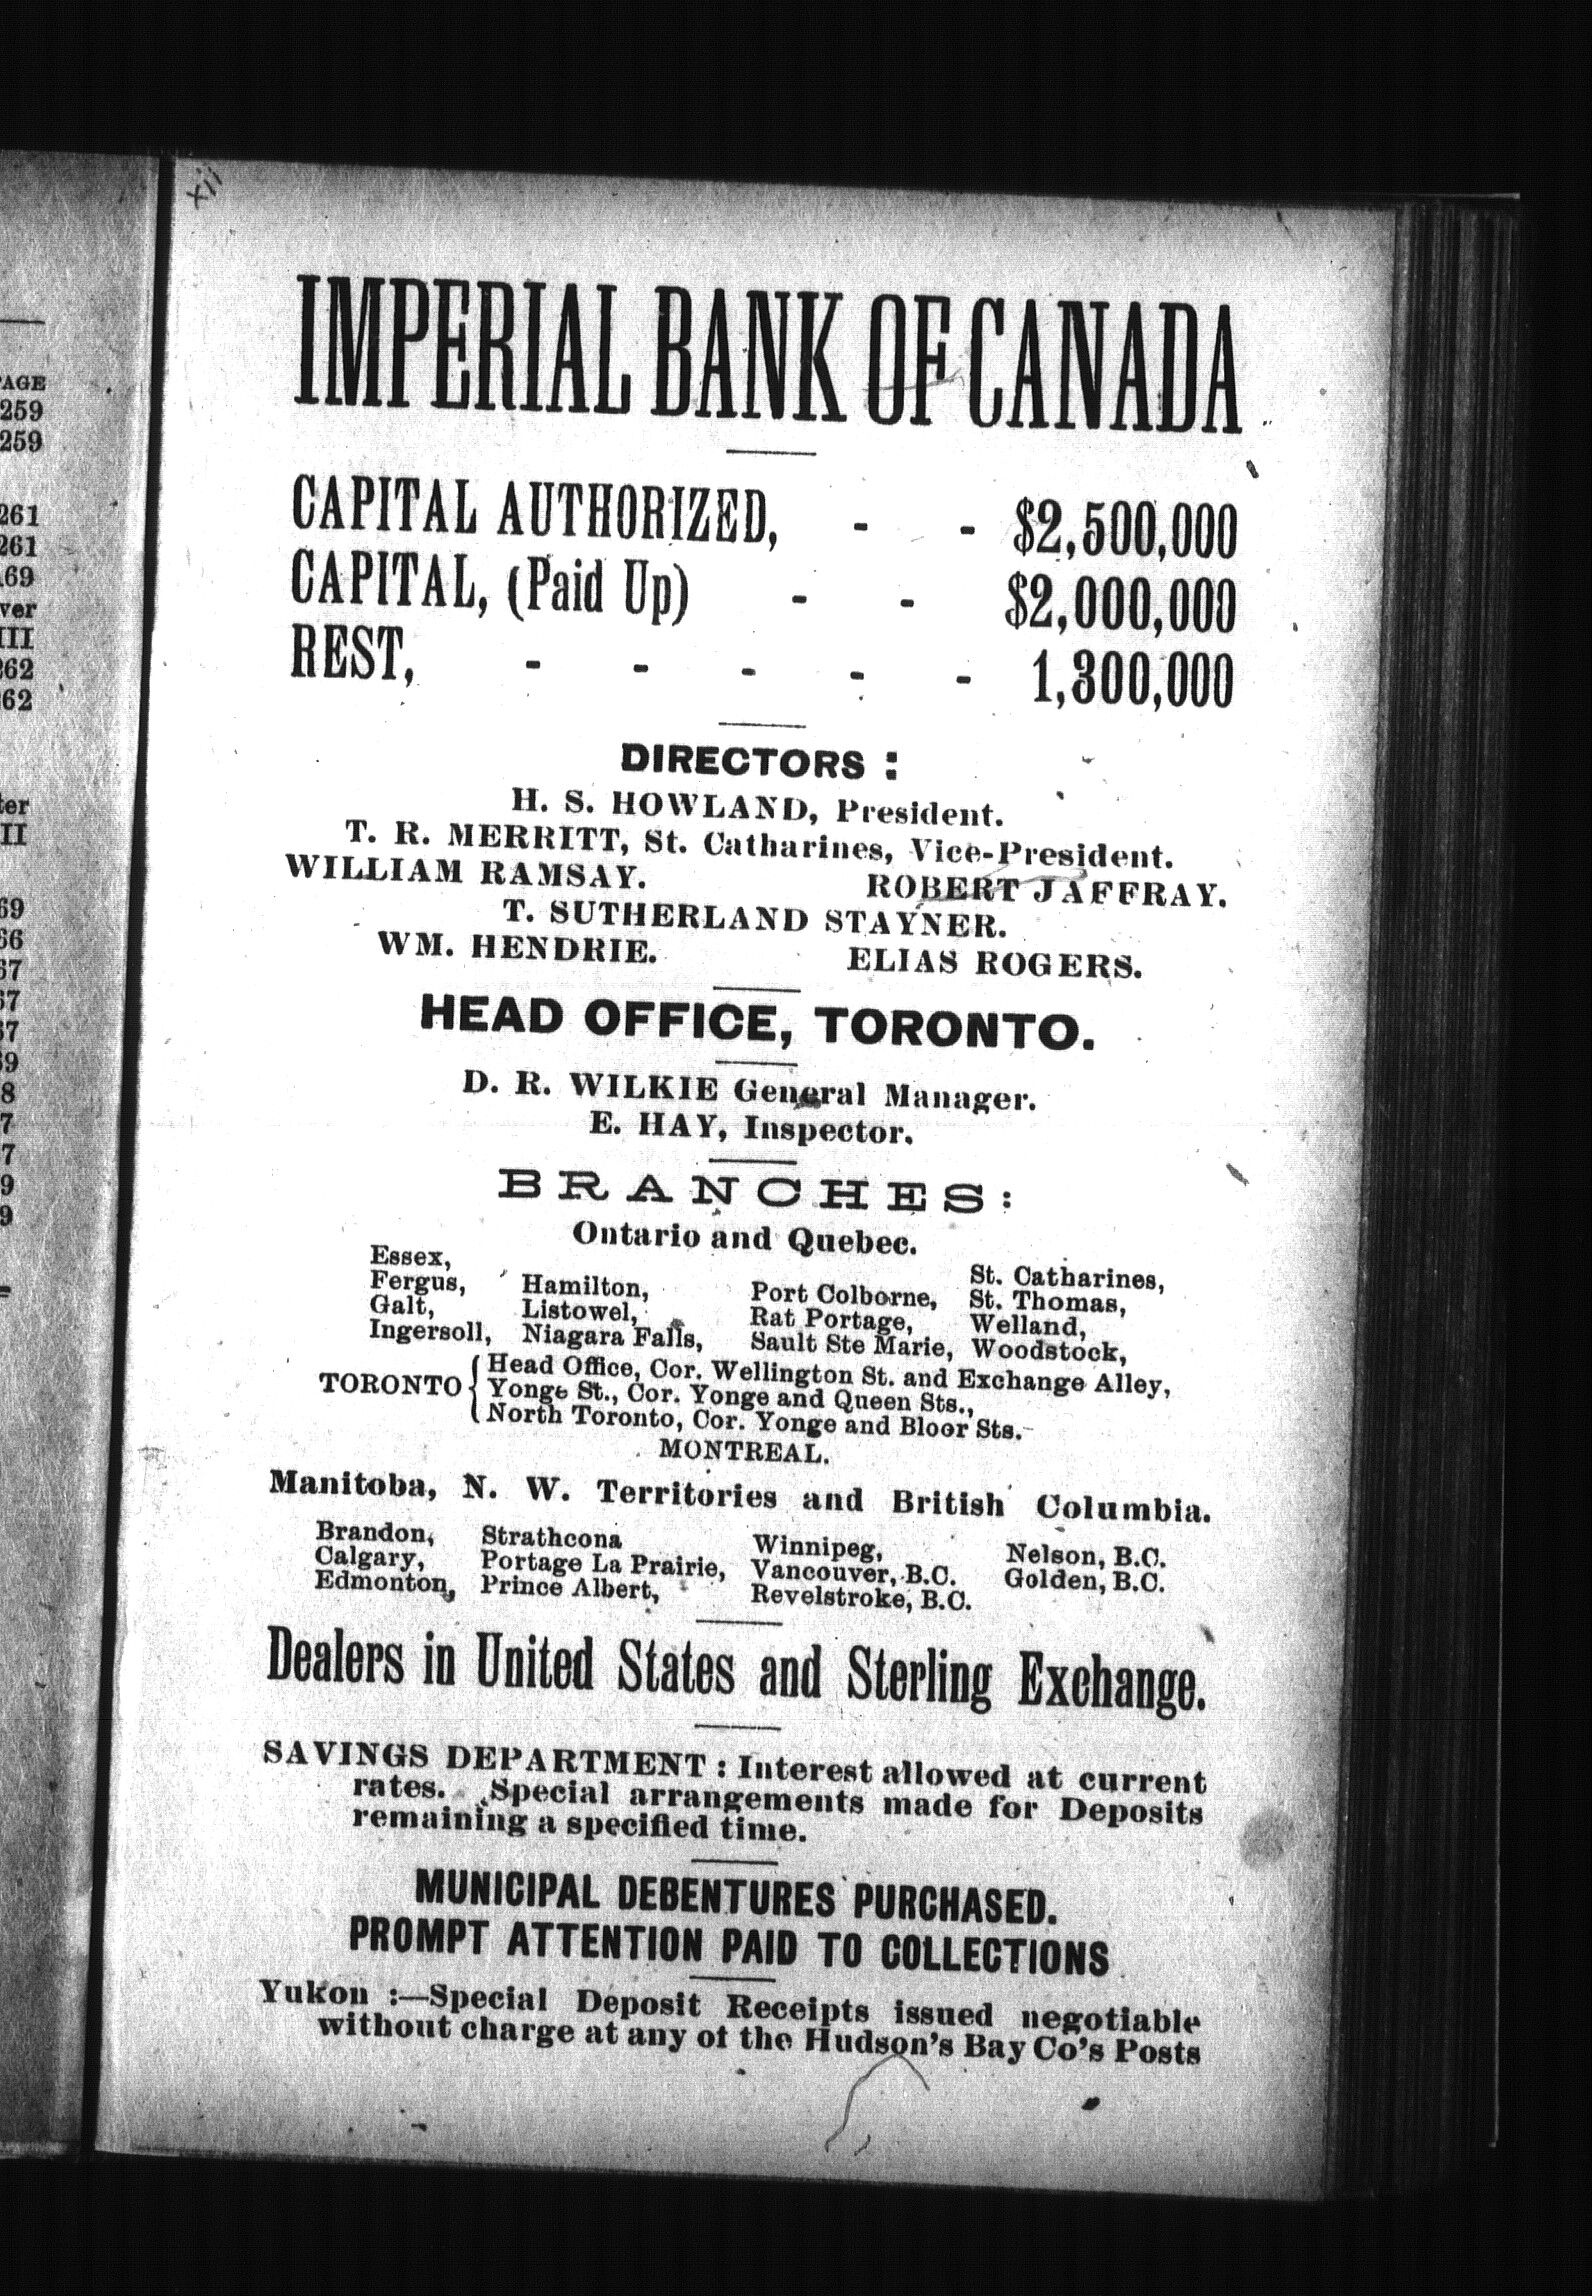 xii
IMPERIAL BANK OF CANADA
CAPITAL AUTHORIZED, - - $2,500,000
CAPITAL, (Paid Up) - - $2,000,000
REST, - - - - - 1,300,000
DIRECTORS :
H. S. HOWLAND, President.
T. R. MERRITT, St. Catharines, Vice-President.
WILLIAM RAMSAY. ROBERT JAFFRAY.
T. SUTHERLAND STAYNER.
WM. HENDRIE. ELIAS ROGERS.
HEAD OFFICE, TORONTO.
D. R. WILKIE General Manager.
E. HAY, Inspector.
BRANCHES:
Ontario and Quebec.
Essex, St. Catharines,
Fergus, Hamilton, Port Colborne, St. Thomas,
Galt, Listowel, Rat Portage, Welland,
Ingersoll, Niagara Falls, Sault Ste Marie, Woodstock,
Head Office, Cor. Wellington St. and Exchange Alley,
TORONTO { Yonge St., Cor. Yonge and Queen Sts.,
North Toronto, Cor. Yonge and Bloor Sts.
MONTREAL.
Manitoba, N. W. Territories and British Columbia.
Brandon, Strathcona Winnipeg, Nelson, B.C.
Calgary, Portage La Prairie, Vancouver, B.C. Golden, B.C.
Edmonton, Prince Albert, Revelstroke, B.C.
Dealers in United States and Sterling Exchange.
SAVINGS DEPARTMENT : Interest allowed at current
rates. Special arrangements made for Deposits
remaining a specified time.
MUNICIPAL DEBENTURES PURCHASED.
PROMPT ATTENTION PAID TO COLLECTIONS
Yukon :—Special Deposit Receipts issued negotiable
without charge at any of the Hudson's Bay Co's Posts
259
259
261
261
262